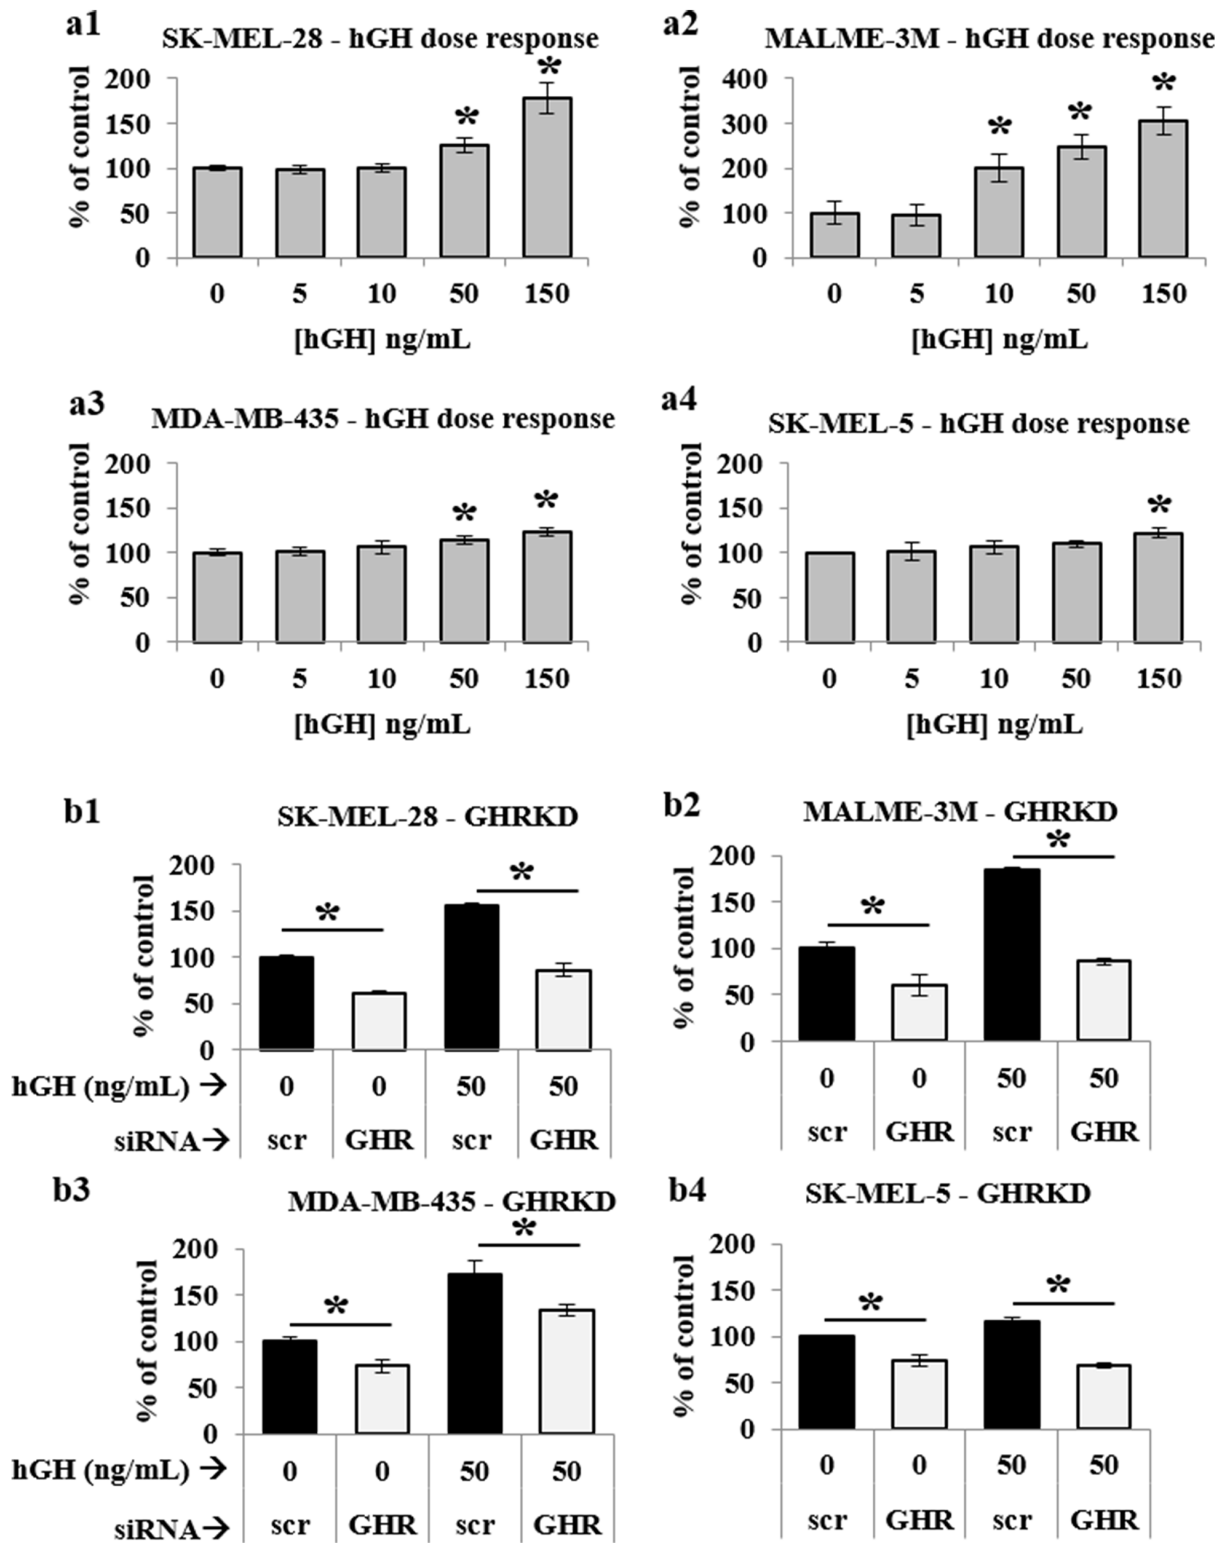 a1
SK-MEL-28 - hGH dose response
% of control
200
150
100
50
0
* *
0 5 10 50 150
[hGH] ng/mL
a2
MALME-3M - hGH dose response
% of control
400
300
200
100
0
* * *
0 5 10 50 150
[hGH] ng/mL
a3
MDA-MB-435 - hGH dose response
% of control
200
150
100
50
0
* *
0 5 10 50 150
[hGH] ng/mL
a4
SK-MEL-5 - hGH dose response
% of control
200
150
100
50
0
*
0 5 10 50 150
[hGH] ng/mL
b1
SK-MEL-28 - GHRKD
% of control
200
150
100
50
0
* *
hGH (ng/mL) → 0 0 50 50
siRNA→ scr GHR scr GHR
b2
MALME-3M - GHRKD
% of control
200
150
100
50
0
* *
0 0 50 50
scr GHR scr GHR
b3
MDA-MB-435 - GHRKD
% of control
200
150
100
50
0
* *
hGH (ng/mL) → 0 0 50 50
siRNA→ scr GHR scr GHR
b4
SK-MEL-5 - GHRKD
% of control
200
150
100
50
0
* *
0 0 50 50
scr GHR scr GHR